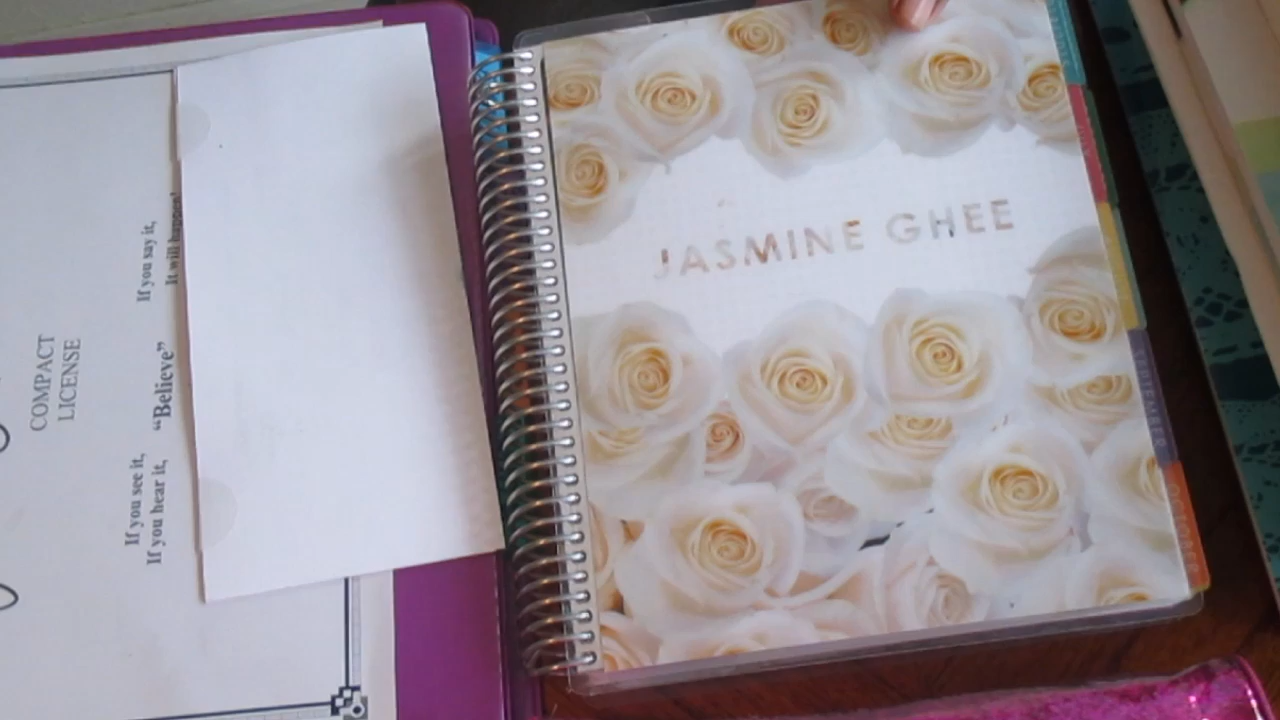 COMPACT
LICENSE
If you see it,
If you say it,
If you hear it,
"Believe"
It will happen!
JASMINE GHEE
OCTOBER